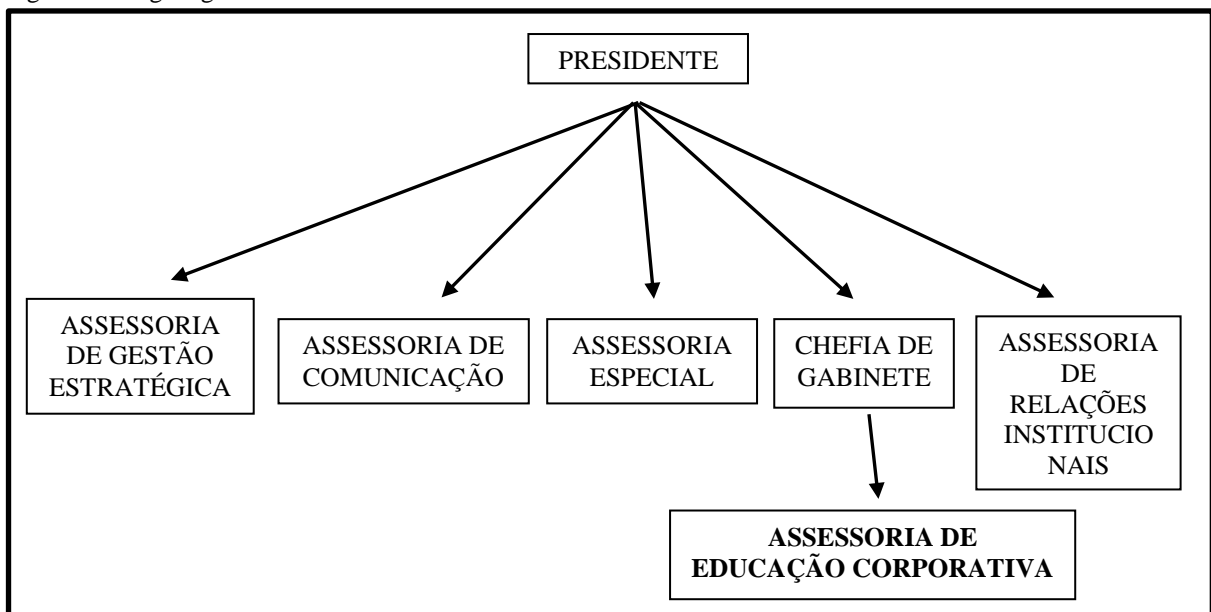 PRESIDENTE
ASSESSORIA
DE GESTÃO
ESTRATÉGICA
ASSESSORIA DE
COMUNICAÇÃO
ASSESSORIA
ESPECIAL
CHEFIA DE
GABINETE
ASSESSORIA
DE
RELAÇÕES
INSTITUCIO
NAIS
ASSESSORIA DE
EDUCAÇÃO CORPORATIVA